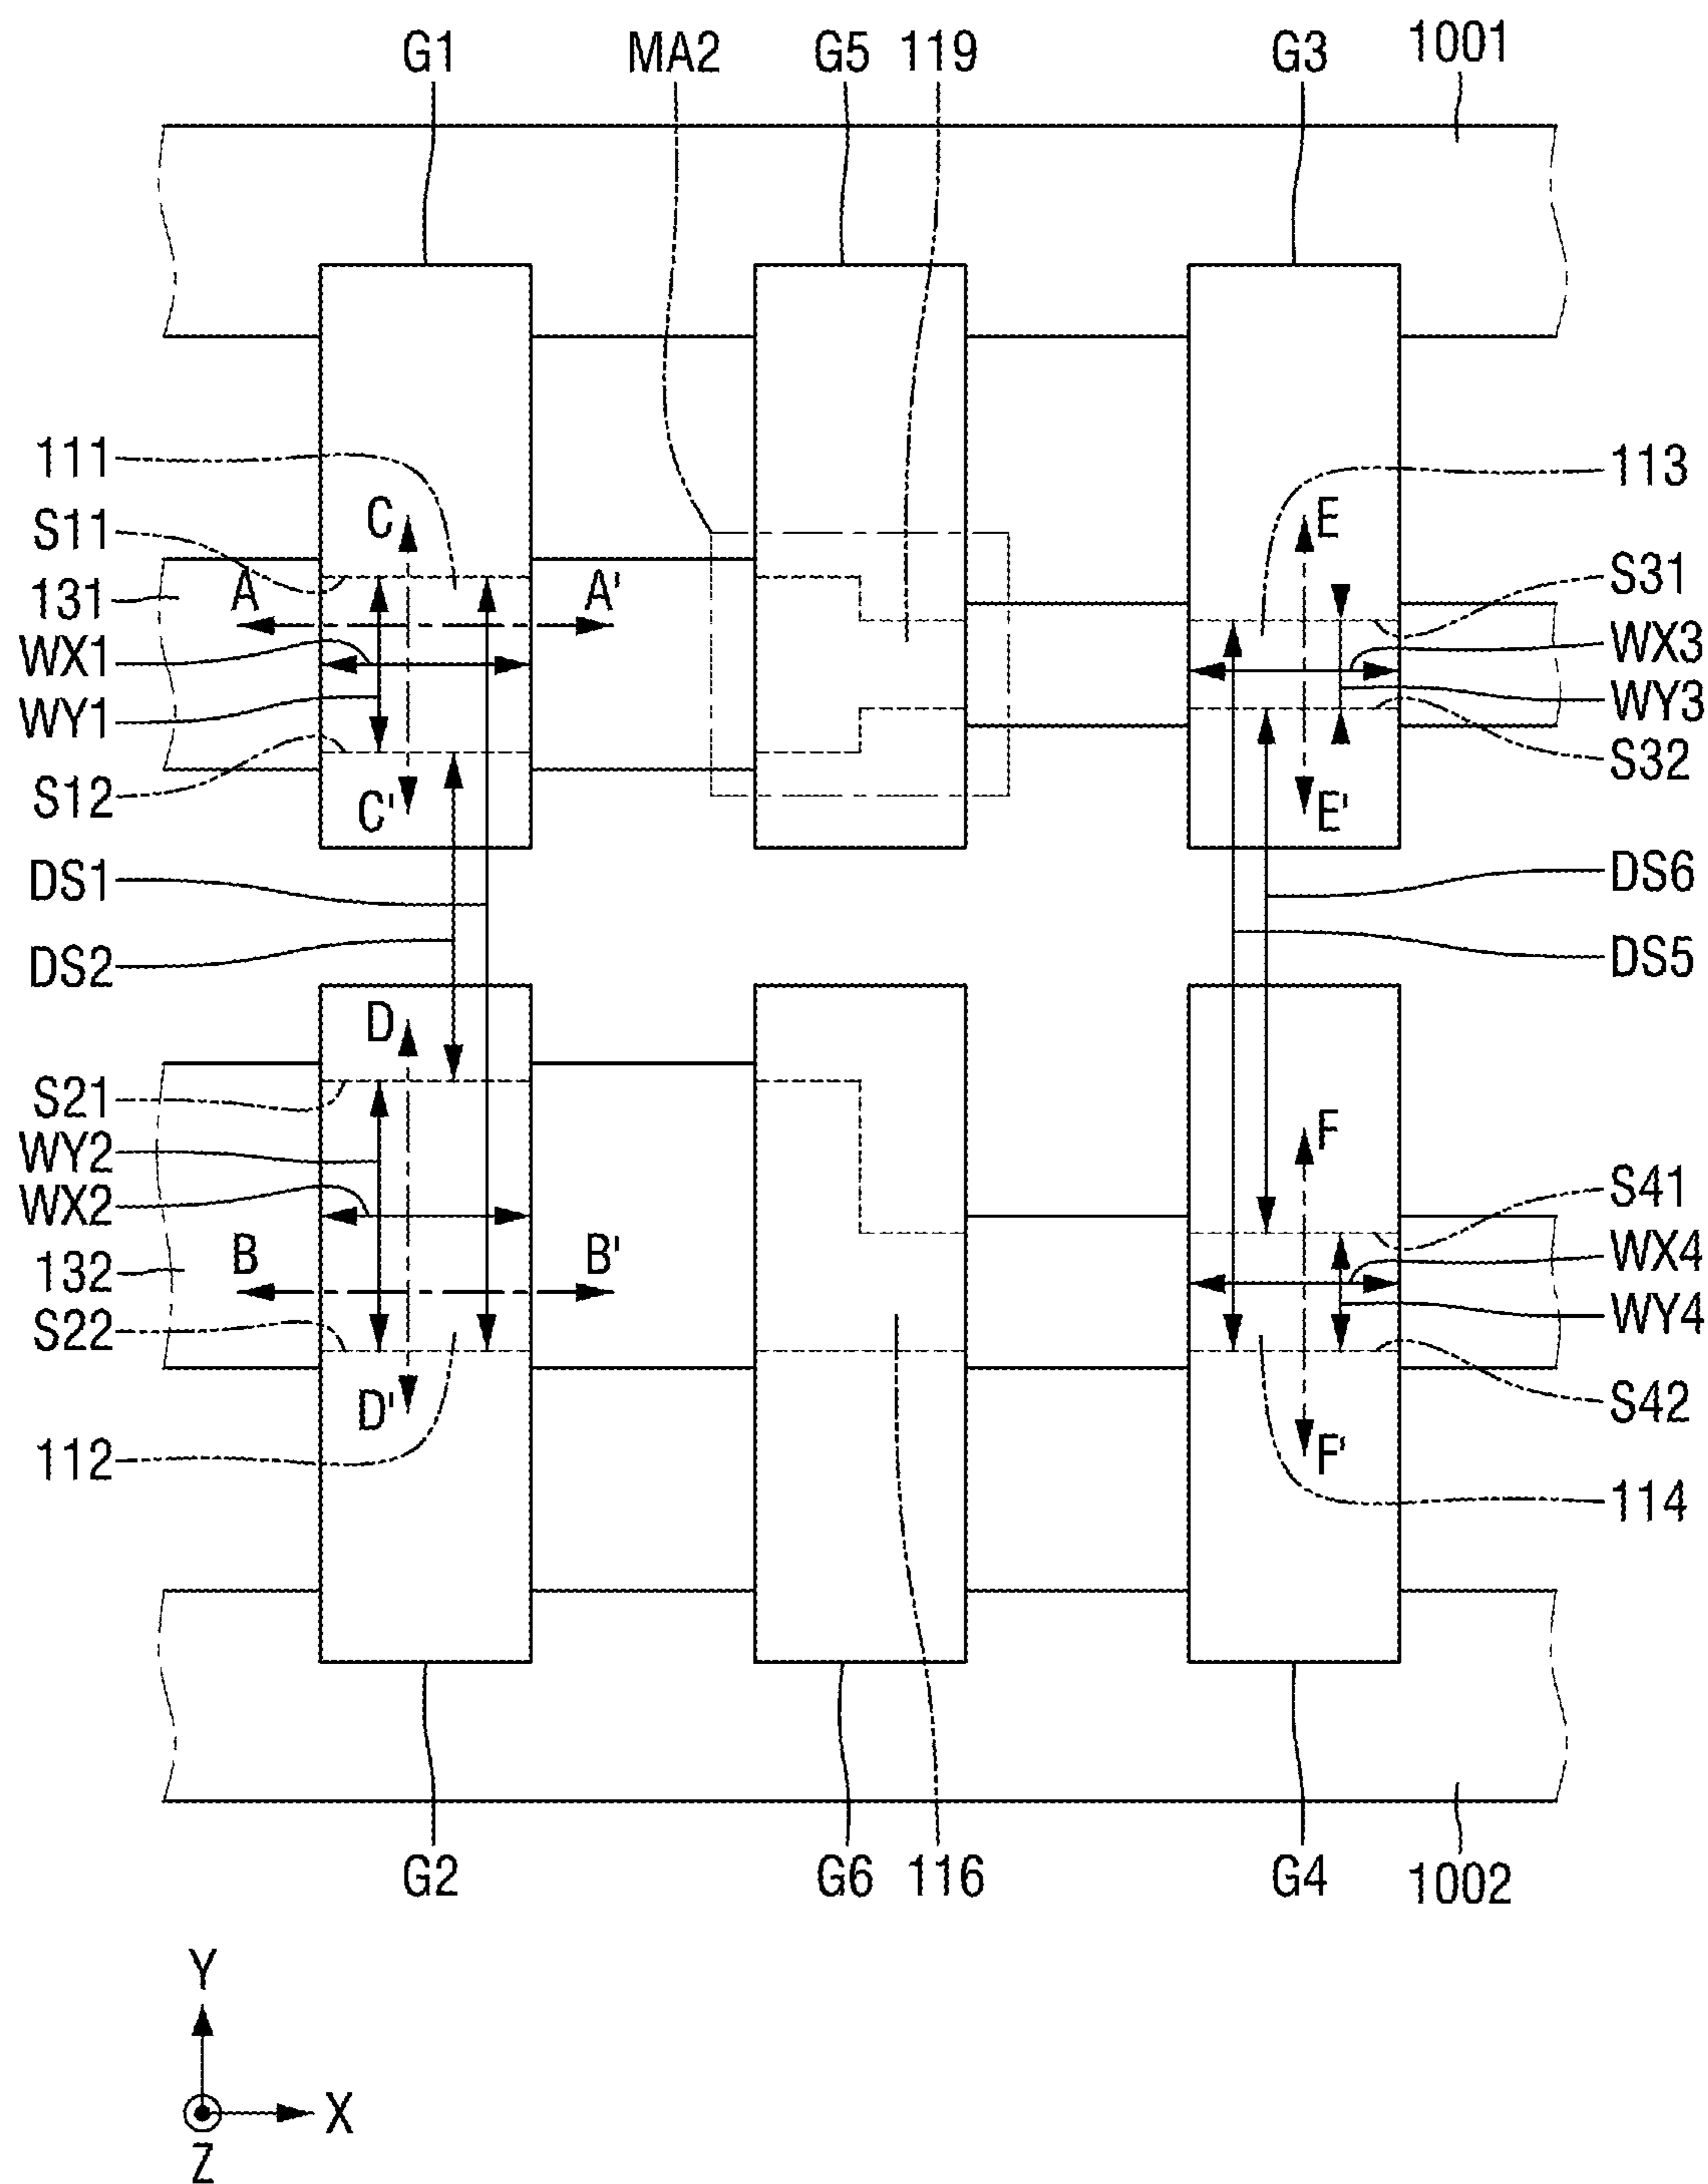 G1 MA2 G5 119 G3 1001
111 113
C E
S11 S31
131 A A' WX3
WX1 WY3
WY1 S32
S12 C' E'
DS1 DS6
DS2 DS5
D
S21 F
WY2 S41
WX2 WX4
132 B B' WY4
S22 S42
D' F'
112 114
G2 G6 116 G4 1002
Y
X
Z